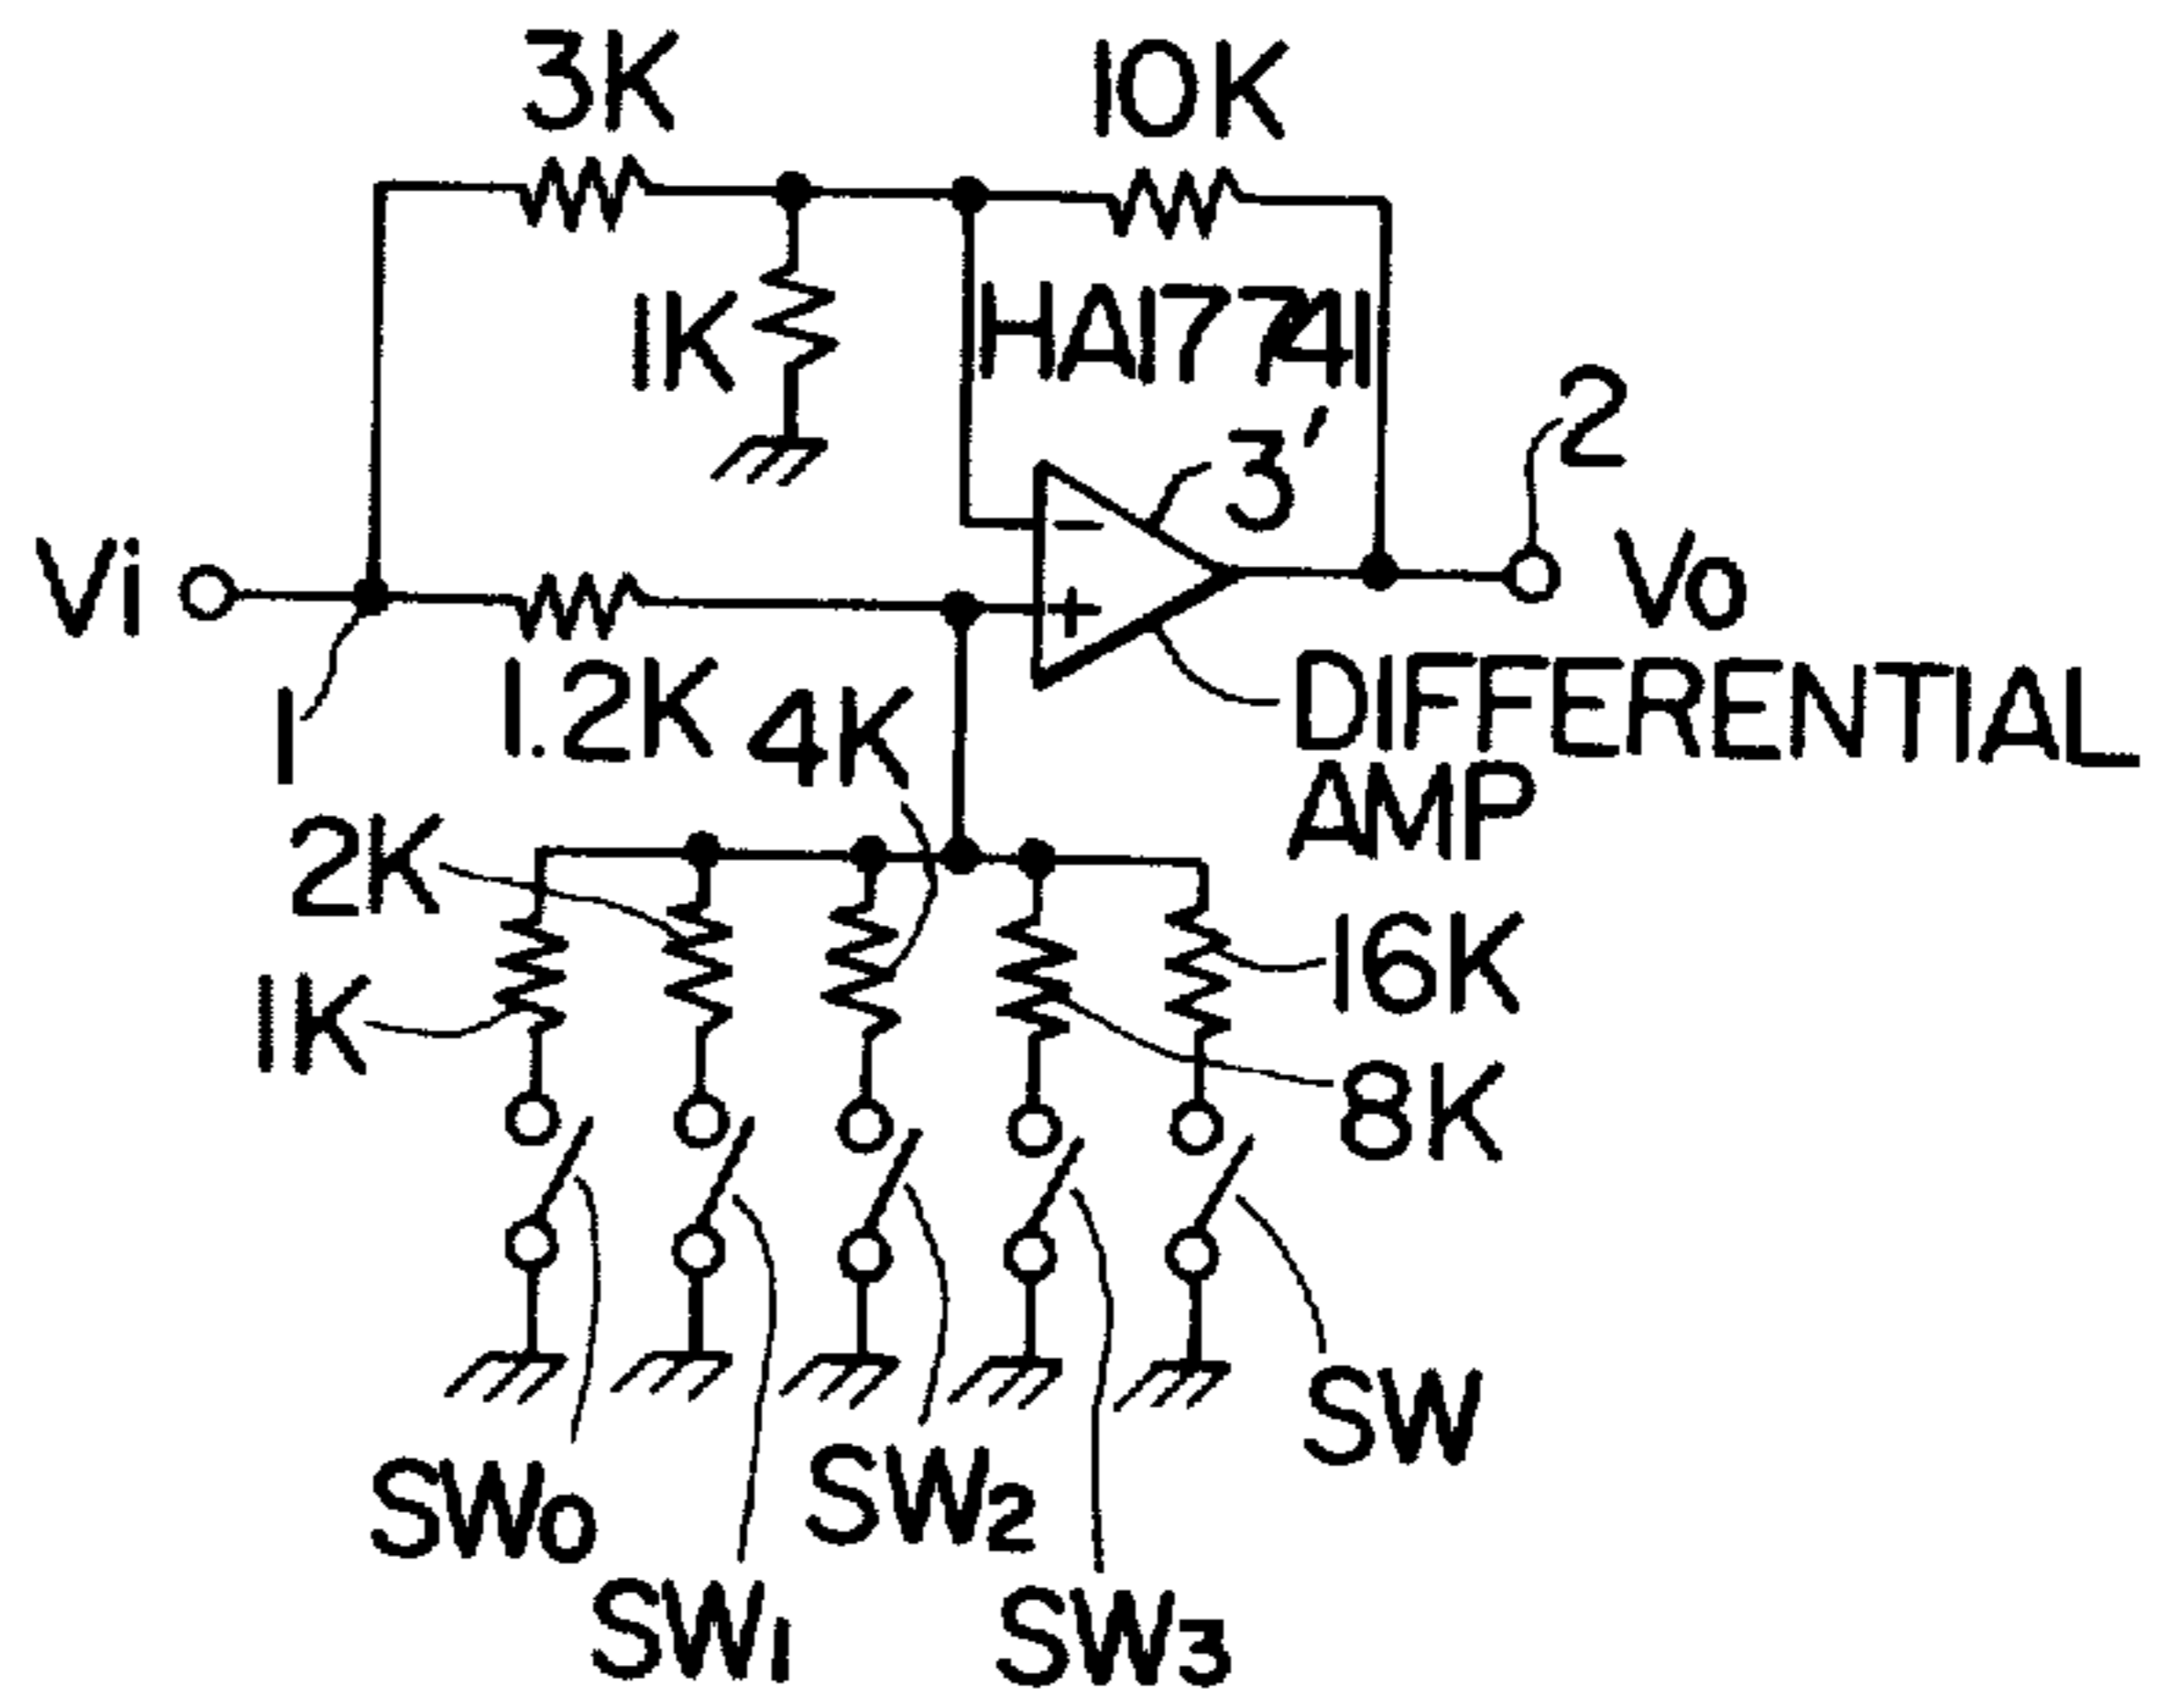 3K
10K
1K
HA17741
3'
2
Vi
Vo
1
1.2K
4K
DIFFERENTIAL
AMP
2K
1K
16K
8K
SW
SW0
SW2
SW1
SW3
-
+